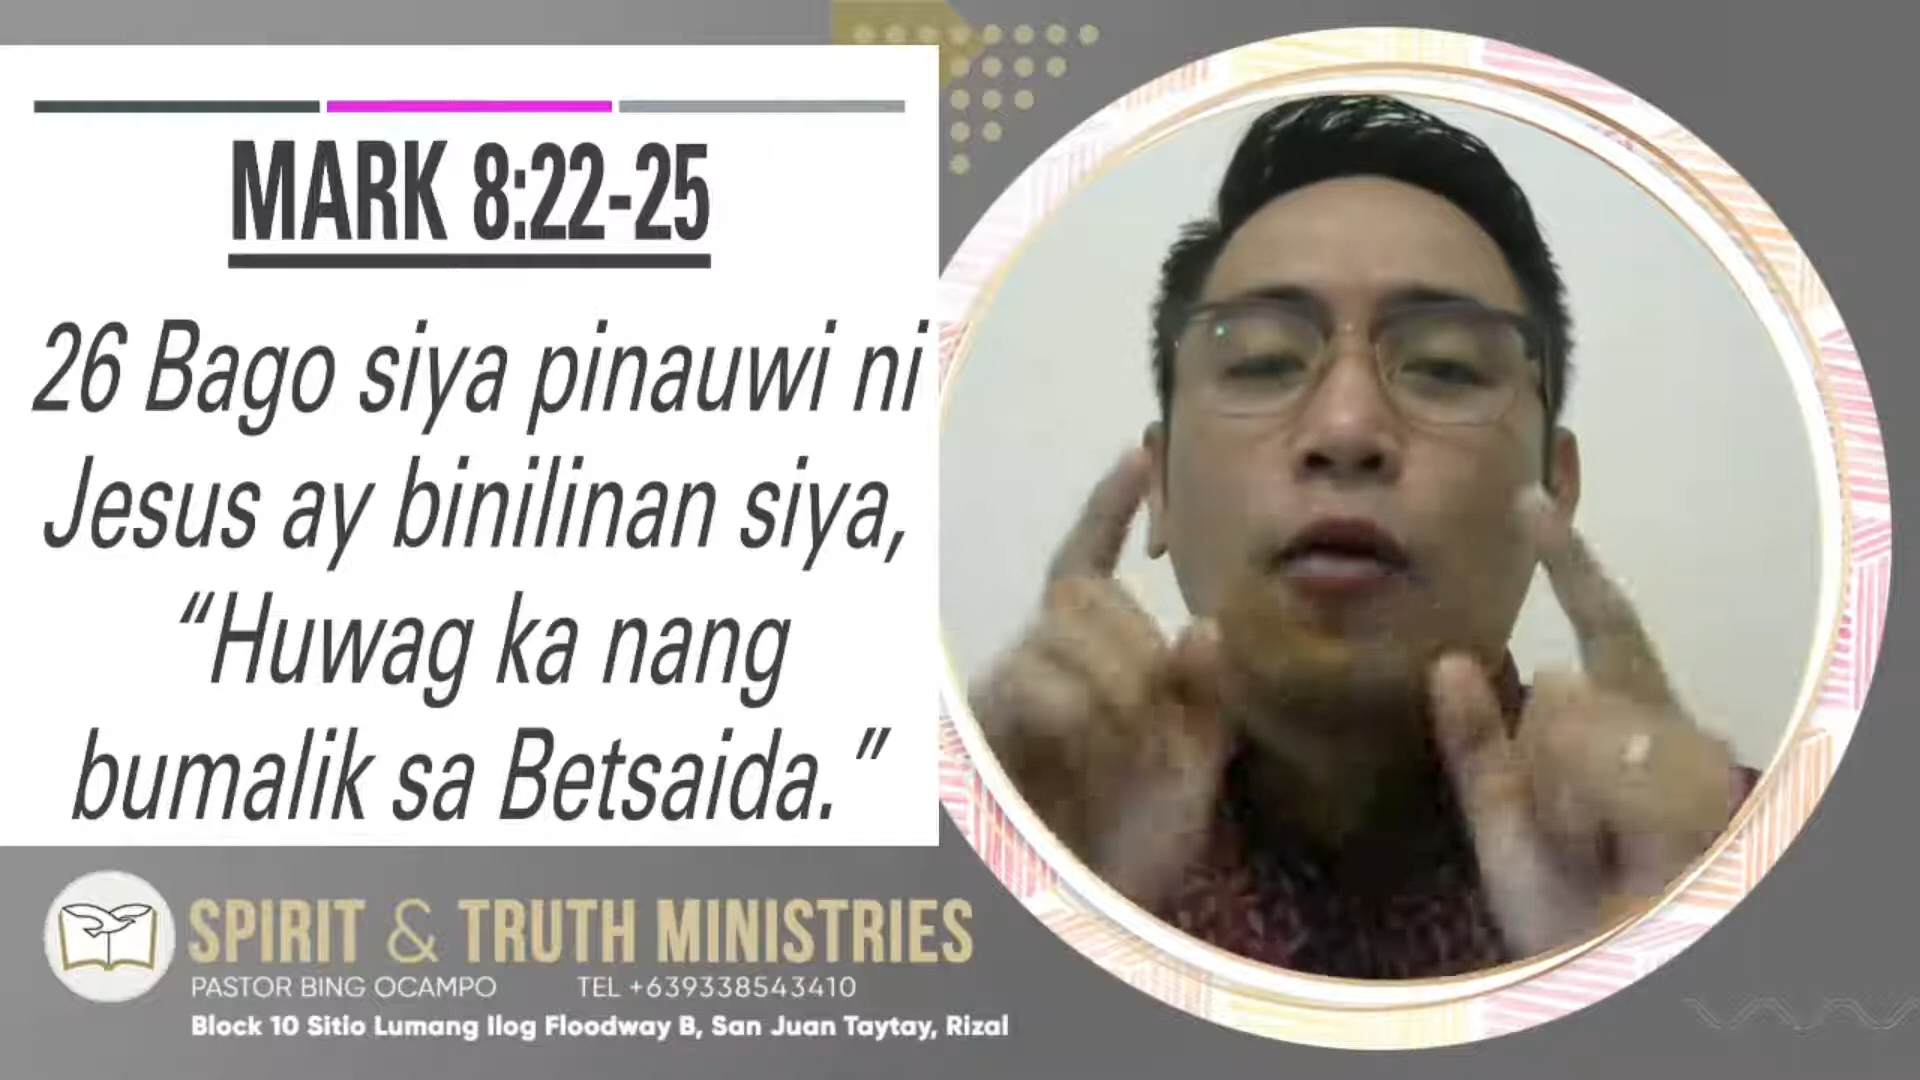 MARK 8:22-25
26 Bago siya pinauwi ni
Jesus ay binilinan siya,
“Huwag ka nang
bumalik sa Betsaida.”
SPIRIT & TRUTH MINISTRIES
PASTOR BING OCAMPO TEL +639338543410
Block 10 Sitio Lumang Ilog Floodway B, San Juan Taytay, Rizal